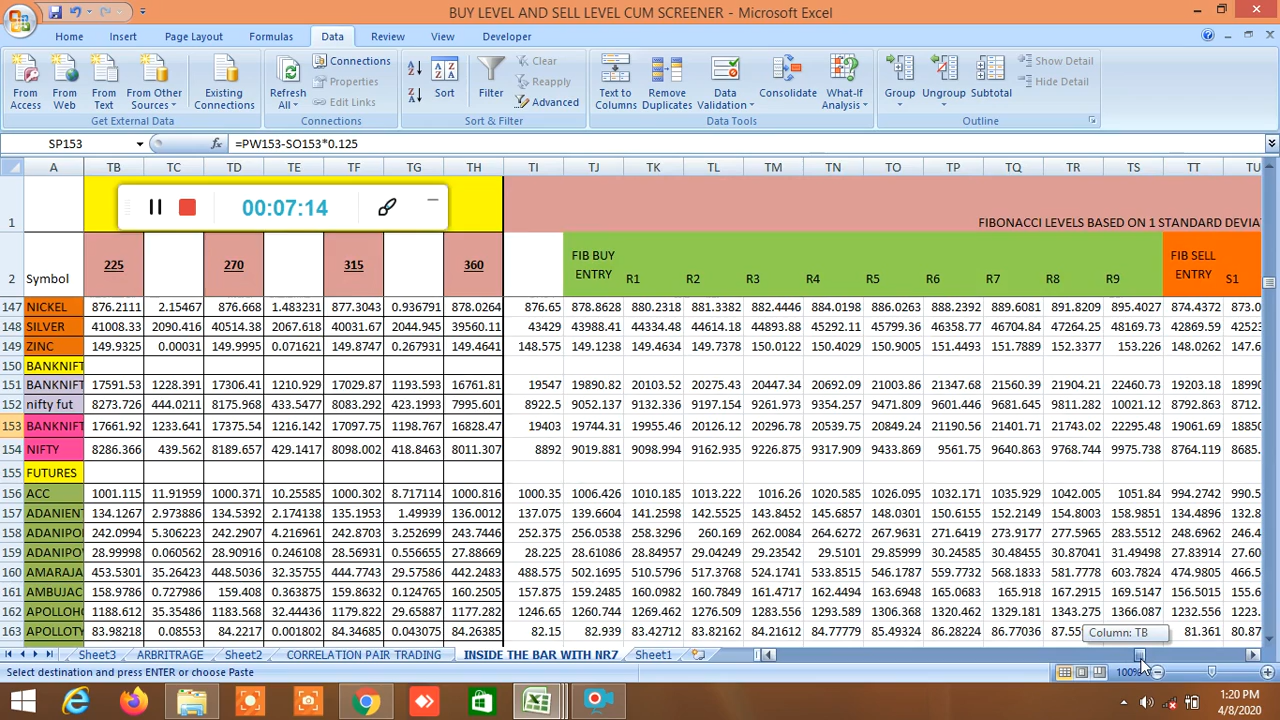 BUY LEVEL AND SELL LEVEL CUM SCREENER - Microsoft Excel
Home Insert Page Layout Formulas Data Review View Developer
From Access From Web From Text From Other Sources Existing Connections Refresh All Connections Properties Edit Links Sort Filter Clear Reapply Advanced Text to Columns Remove Duplicates Data Validation Consolidate What-If Analysis Group Ungroup Subtotal Show Detail Hide Detail
Get External Data Connections Sort & Filter Data Tools Outline
SP153 fx =PW153-SO153*0.125
A TB TC TD TE TF TG TH TI TJ TK TL TM TN TO TP TQ TR TS TT TU
00:07:14
1 FIBONACCI LEVELS BASED ON 1 STANDARD DEVIA
2 Symbol 225 270 315 360 FIB BUY ENTRY R1 R2 R3 R4 R5 R6 R7 R8 R9 FIB SELL ENTRY S1
147 NICKEL 876.2111 2.15467 876.668 1.483231 877.3043 0.936791 878.0264 876.65 878.8628 880.2318 881.3382 882.4446 884.0198 886.0263 888.2392 889.6081 891.8209 895.4027 874.4372 873.0
148 SILVER 41008.33 2090.416 40514.38 2067.618 40031.67 2044.945 39560.11 43429 43988.41 44334.48 44614.18 44893.88 45292.11 45799.36 46358.77 46704.84 47264.25 48169.73 42869.59 42523
149 ZINC 149.9325 0.00031 149.9995 0.071621 149.8747 0.267931 149.4641 148.575 149.1238 149.4634 149.7378 150.0122 150.4029 150.9005 151.4493 151.7889 152.3377 153.226 148.0262 147.6
150 BANKNIFT
151 BANKNIFT 17591.53 1228.391 17306.41 1210.929 17029.87 1193.593 16761.81 19547 19890.82 20103.52 20275.43 20447.34 20692.09 21003.86 21347.68 21560.39 21904.21 22460.73 19203.18 18990
152 nifty fut 8273.726 444.0211 8175.968 433.5477 8083.292 423.1993 7995.601 8922.5 9052.137 9132.336 9197.154 9261.973 9354.257 9471.809 9601.446 9681.645 9811.282 10021.12 8792.863 8712.
153 BANKNIFT 17661.92 1233.641 17375.54 1216.142 17097.75 1198.767 16828.47 19403 19744.31 19955.46 20126.12 20296.78 20539.75 20849.24 21190.56 21401.71 21743.02 22295.48 19061.69 18850
154 NIFTY 8286.366 439.562 8189.657 429.1417 8098.002 418.8463 8011.307 8892 9019.881 9098.994 9162.935 9226.875 9317.909 9433.869 9561.75 9640.863 9768.744 9975.738 8764.119 8685.
155 FUTURES
156 ACC 1001.115 11.91959 1000.371 10.25585 1000.302 8.717114 1000.816 1000.35 1006.426 1010.185 1013.222 1016.26 1020.585 1026.095 1032.171 1035.929 1042.005 1051.84 994.2742 990.5
157 ADANIENT 134.1267 2.973886 134.5392 2.174138 135.1953 1.49939 136.0012 137.075 139.6604 141.2598 142.5525 143.8451 145.6856 148.0301 150.6155 152.2149 154.8003 158.9851 134.4896 132.8
158 ADANIPO 242.0994 5.306223 242.2907 4.216961 242.8371 3.252699 243.7446 252.375 256.0538 258.3296 260.169 262.0084 264.6272 267.9631 271.6419 273.9177 277.5965 283.5512 248.6962 246.4
159 ADANIPOV 28.99998 0.060562 28.90916 0.246108 28.56931 0.556655 27.88669 28.225 28.61086 28.84957 29.04249 29.23542 29.5101 29.85999 30.24585 30.48455 30.87041 31.49498 27.83914 27.60
160 AMARAJA 453.5301 35.26423 448.5036 32.35755 444.7743 29.57586 442.2483 488.575 502.1695 510.5793 517.3768 524.1741 533.8515 546.1787 559.7732 568.1833 581.7778 603.7824 474.9805 466.5
161 AMBUJAC 158.9786 0.727986 159.408 0.363875 159.8632 0.124765 160.2505 157.875 159.2485 160.0982 160.7849 161.4717 162.4494 163.6948 165.0683 165.918 167.2915 169.5147 156.5015 155.6
162 APOLLOHO 1188.612 35.35486 1183.568 32.44436 1179.822 29.65887 1177.282 1246.65 1260.744 1269.462 1276.509 1283.556 1293.588 1306.368 1320.462 1329.181 1343.275 1366.087 1232.556 1223.
163 APOLLOTY 83.98218 0.08553 84.2217 0.001802 84.34685 0.043075 84.26385 82.15 82.939 83.42712 83.82162 84.21612 84.77779 85.49324 86.28224 86.77036 81.361 80.87
Column: TB
Sheet3 ARBRITRAGE Sheet2 CORRELATION PAIR TRADING INSIDE THE BAR WITH NR7 Sheet1
Select destination and press ENTER or choose Paste 100%
1:20 PM
4/8/2020